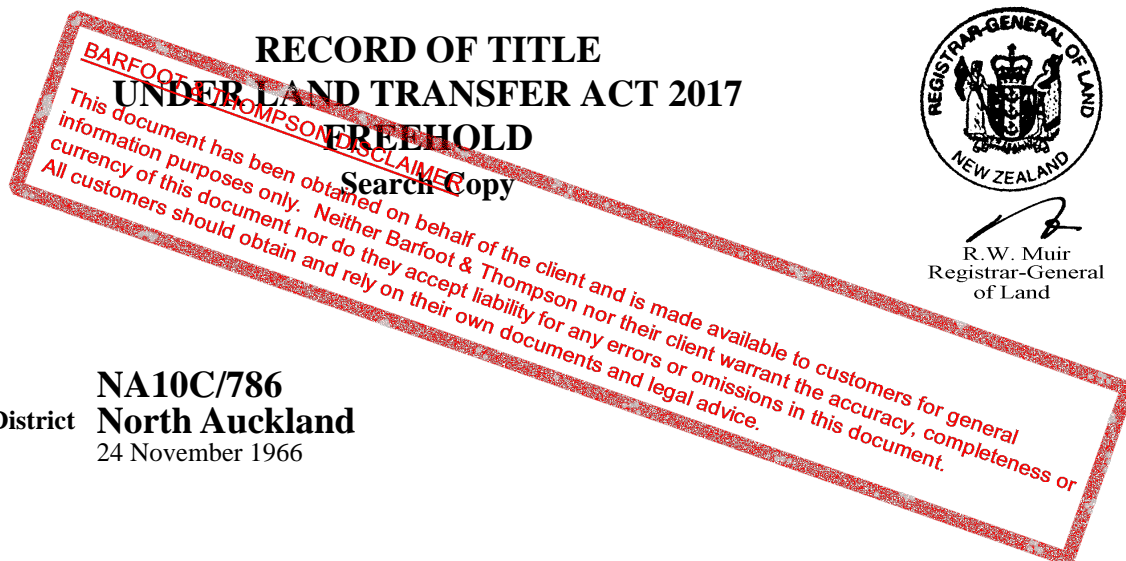 RECORD OF TITLE
UNDER LAND TRANSFER ACT 2017
FREEHOLD
Search Copy
BARFOOT & THOMPSON DISCLAIMER
This document has been obtained on behalf of the client and is made available to customers for general
information purposes only. Neither Barfoot & Thompson nor their client warrant the accuracy, completeness or
currency of this document nor do they accept liability for any errors or omissions in this document.
All customers should obtain and rely on their own documents and legal advice.
REGISTRAR-GENERAL OF LAND
NEW ZEALAND
R.W. Muir
Registrar-General
of Land
NA10C/786
District North Auckland
24 November 1966